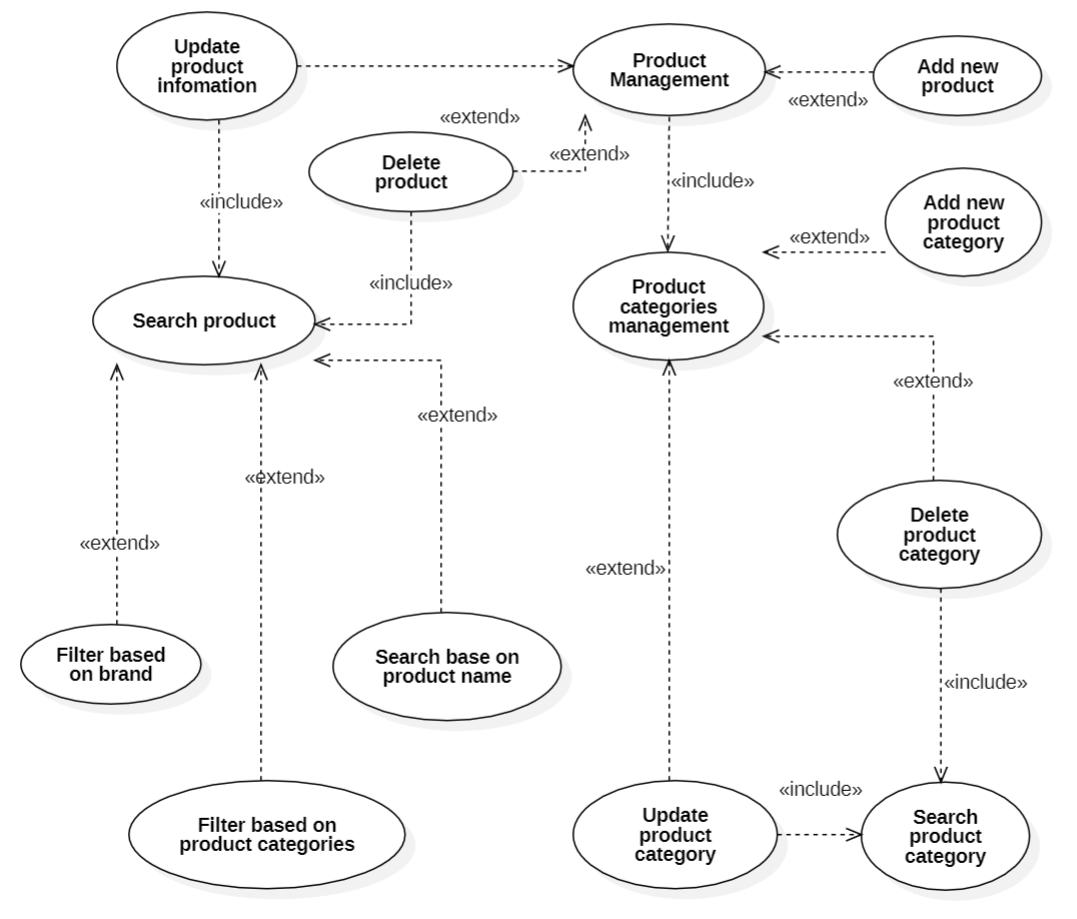 Update
product
infomation
Product
Management
Add new
product
«extend»
«extend»
«extend»
Delete
product
«include»
«include»
Add new
product
category
«extend»
«include»
Search product
Product
categories
management
«extend»
«extend»
«extend»
«extend»
«extend»
Delete
product
category
Filter based
on brand
Search base on
product name
«include»
Filter based on
product categories
Update
product
category
«include»
Search
product
category